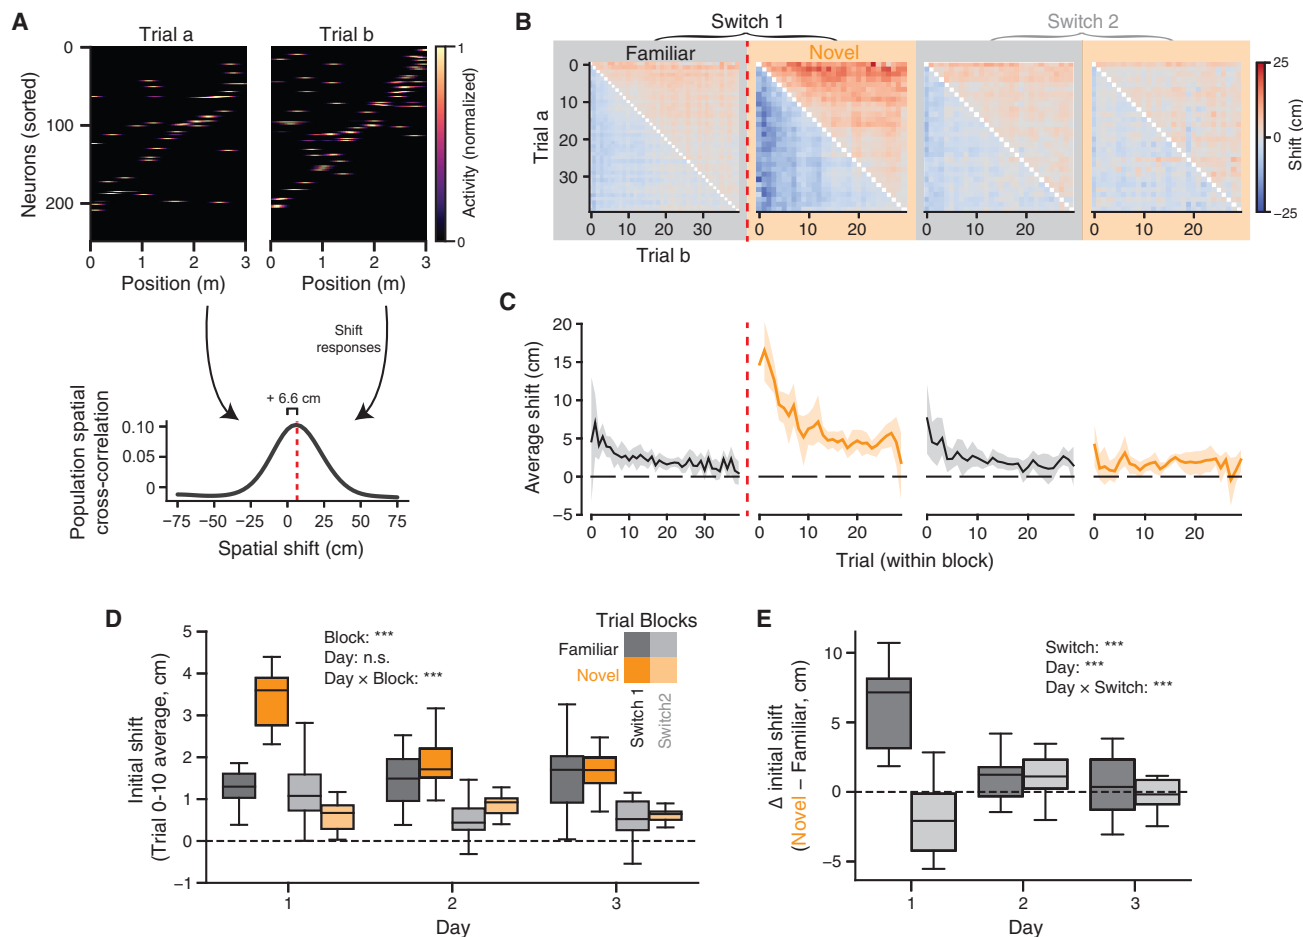 A
Trial a
Trial b
0
100
200
Neurons (sorted)
0 1 2 3
0 1 2 3
Position (m)
Position (m)
1
0
Activity (normalized)
Shift
responses
+ 6.6 cm
0.10
0.05
0
Population spatial
cross-correlation
−75 −50 −25 0 25 50 75
Spatial shift (cm)
B
Switch 1
Switch 2
Familiar
Novel
0
10
20
30
Trial a
0 10 20 30
0 10 20
0 10 20
0 10 20
Trial b
25
0
−25
Shift (cm)
C
20
15
10
5
0
−5
Average shift (cm)
0 10 20 30
0 10 20
0 10 20
0 10 20
Trial (within block)
D
5
4
3
2
1
0
−1
Initial shift
(Trial 0-10 average, cm)
Block: ***
Day: n.s.
Day × Block: ***
Trial Blocks
Familiar
Novel
Switch 1
Switch2
1 2 3
Day
E
10
5
0
−5
Δ initial shift
(Novel – Familiar, cm)
Switch: ***
Day: ***
Day × Switch: ***
1 2 3
Day